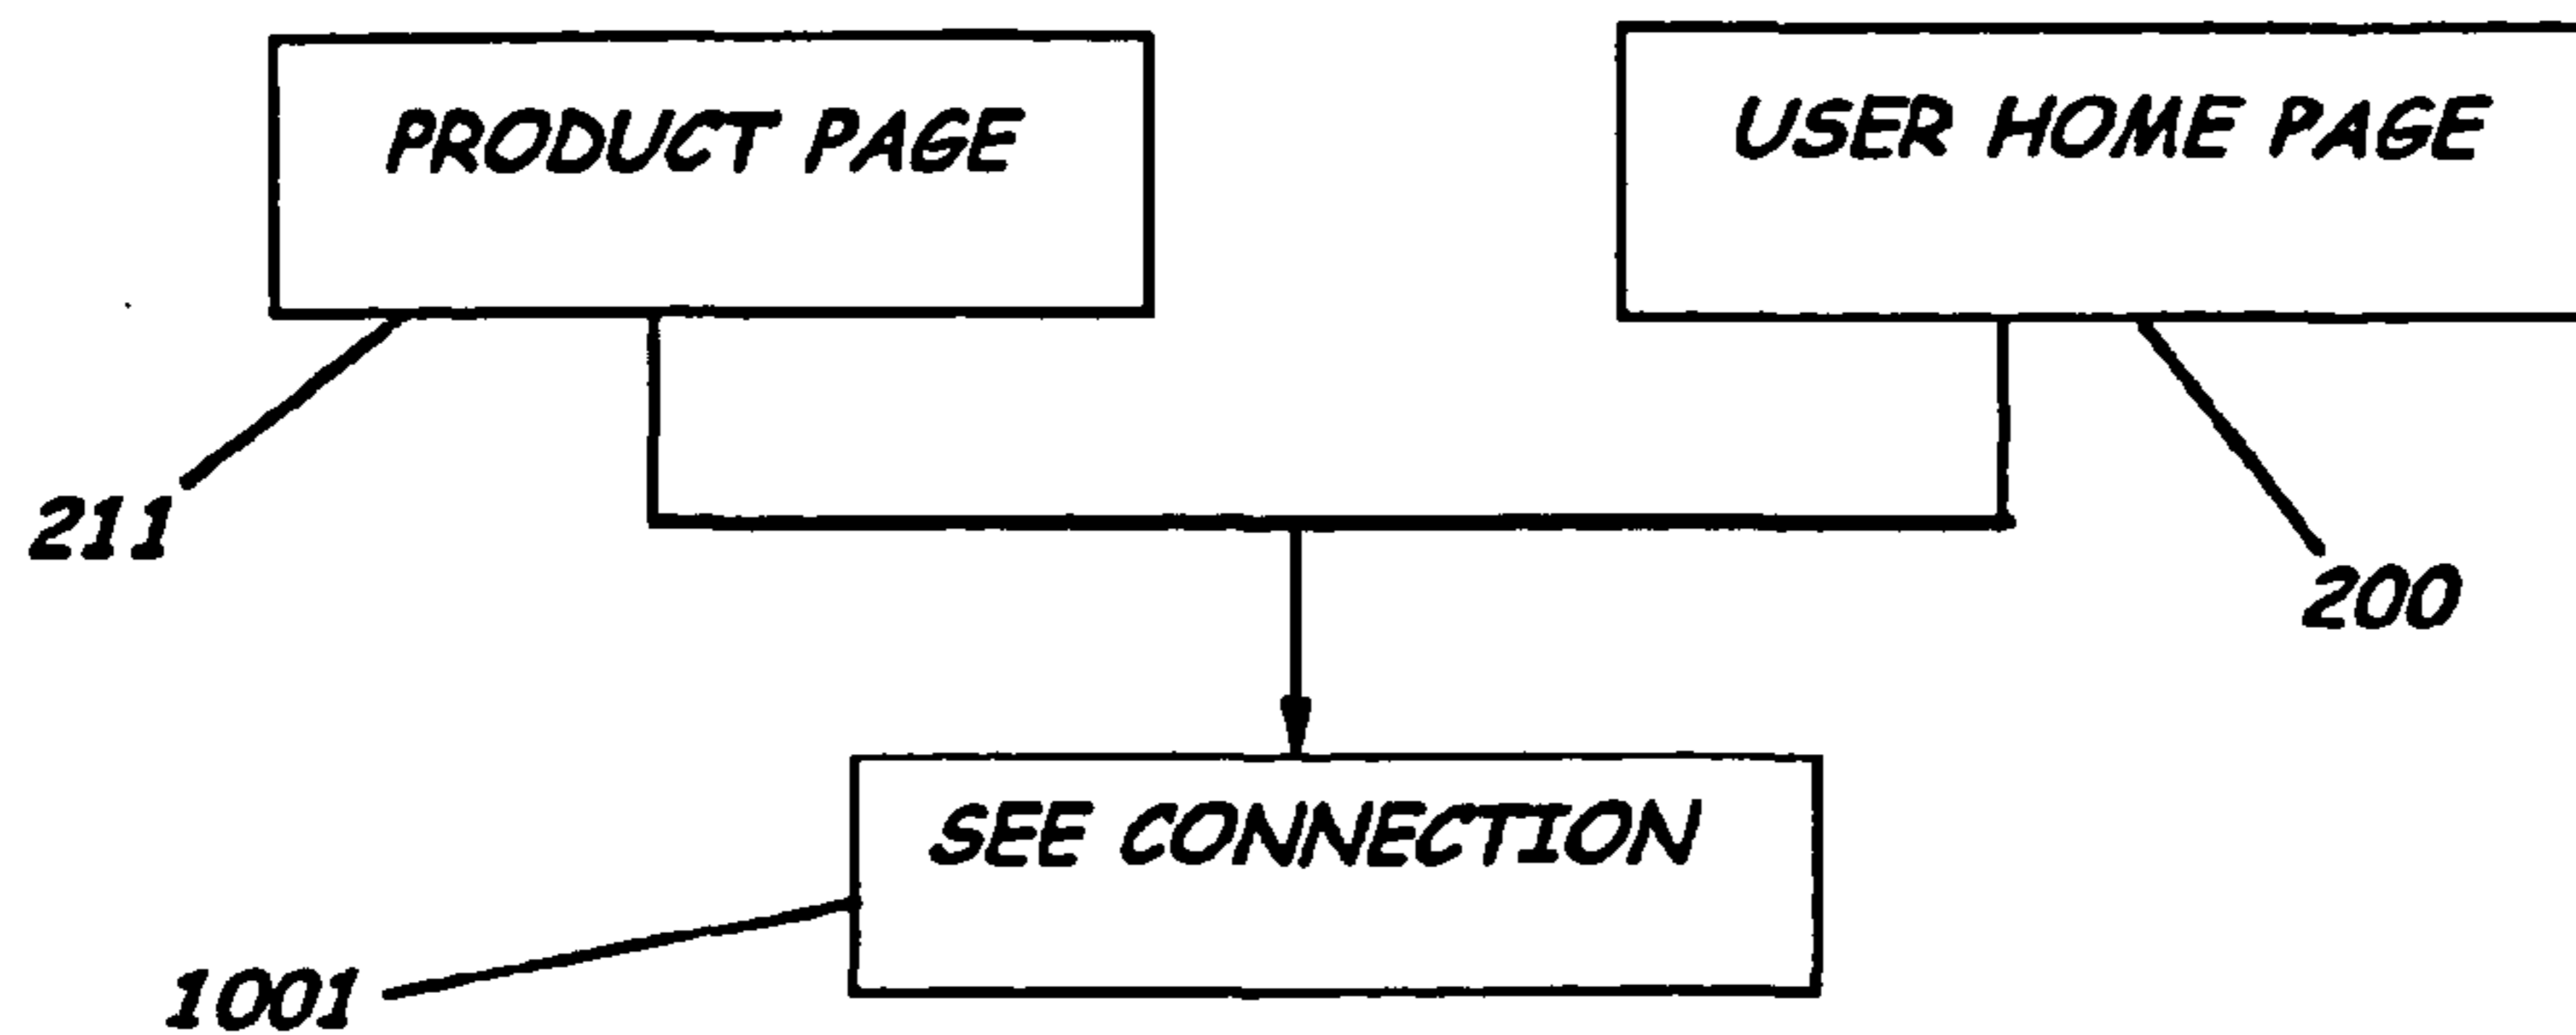 PRODUCT PAGE
USER HOME PAGE
211
200
SEE CONNECTION
1001